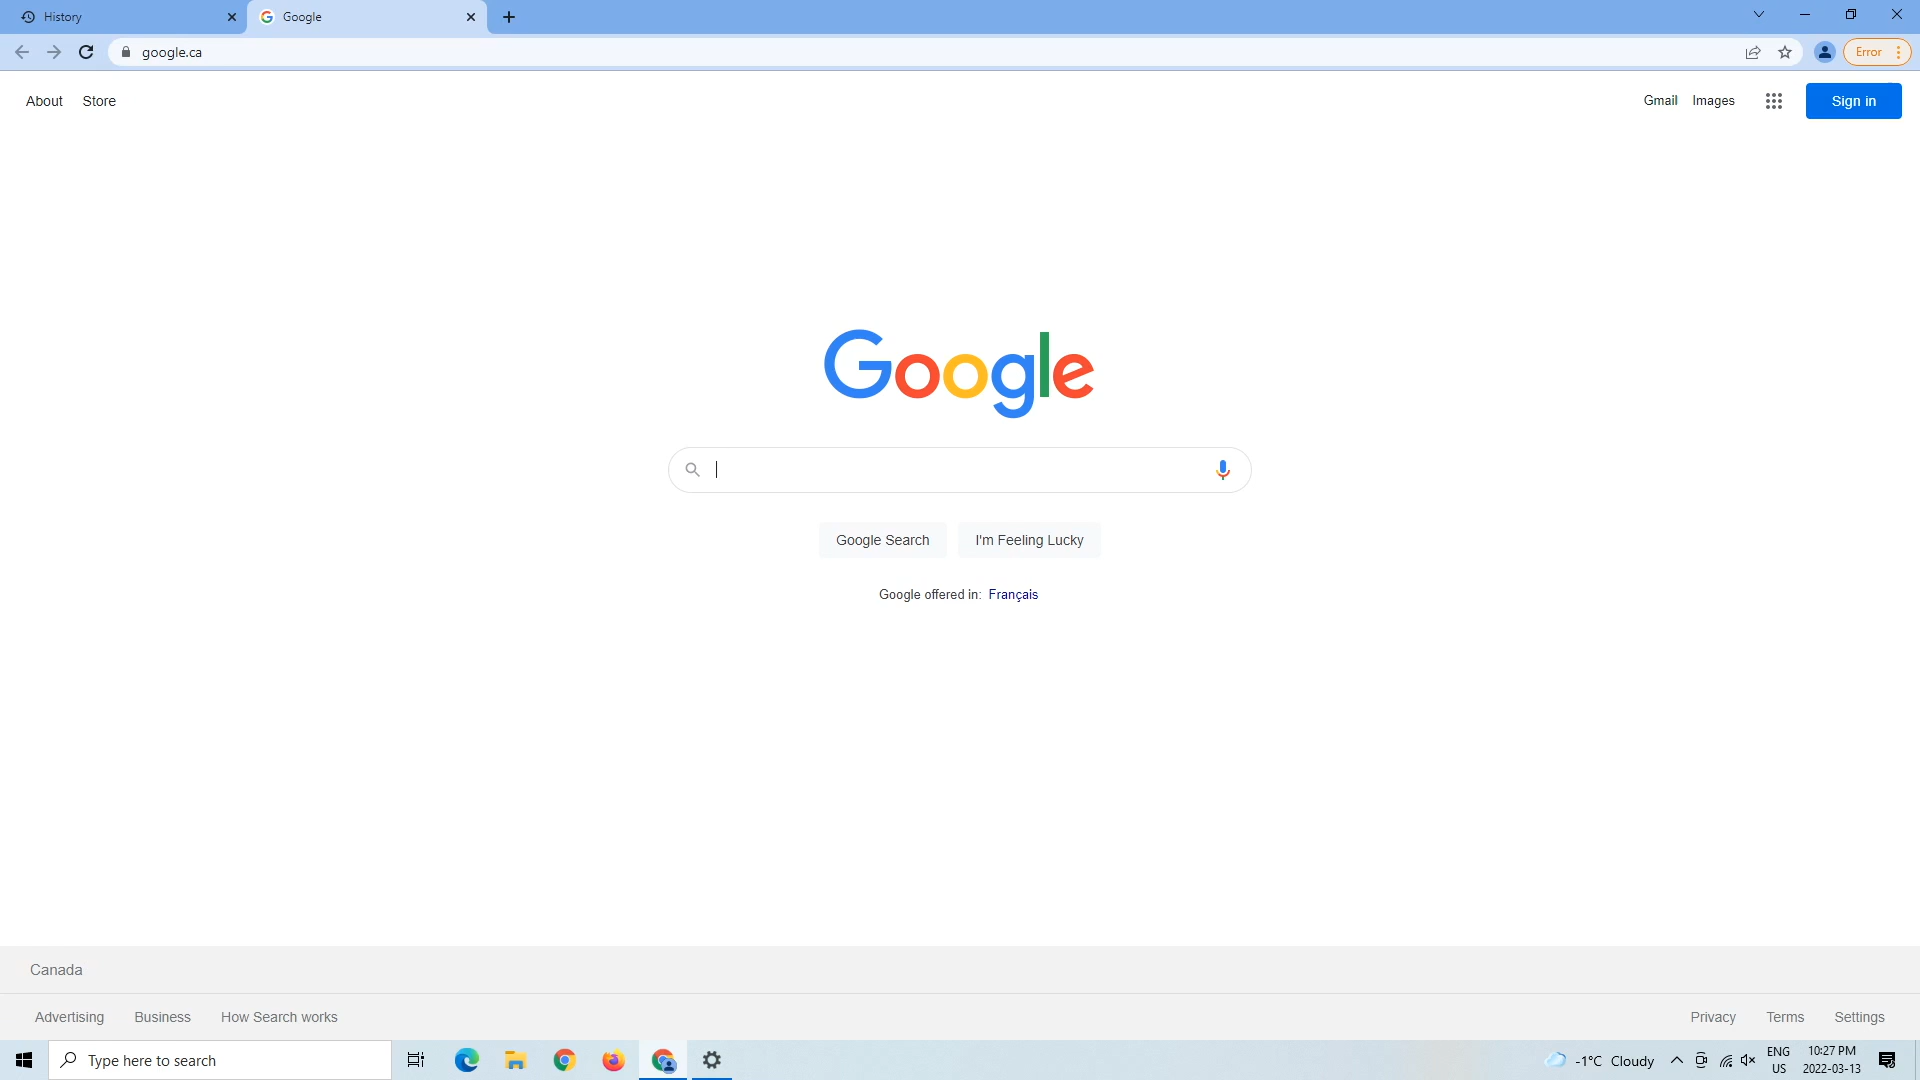 History
Google
google.ca
Error
About Store
Gmail Images Sign in
Google
Google Search I'm Feeling Lucky
Google offered in: Français
Canada
Advertising Business How Search works
Privacy Terms Settings
Type here to search
-1°C Cloudy
ENG
US
10:27 PM
2022-03-13